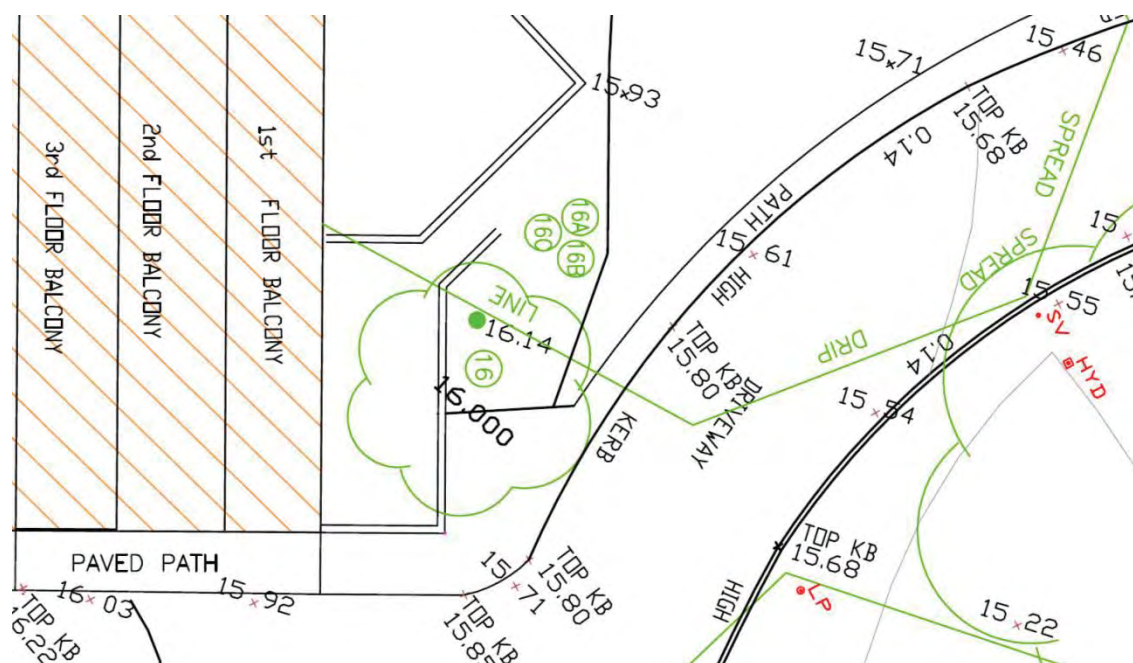 3rd FLOOR BALCONY
2nd FLOOR BALCONY
1st FLOOR BALCONY
PAVED PATH
16.03
15.92
TOP KB
16.22
TOP KB
15.71
TOP KB
15.80
15.93
16A
16C
16B
LINE
16.14
16
16.000
KERB
DRIVEWAY
TOP KB
15.80
HIGH
15.61
PATH
0.14
15.71
15.46
TOP KB
15.68
SPREAD
SPREAD
DRIP
15.55
SV
HYD
0.14
15.54
TOP KB
15.68
HIGH
LP
15.22